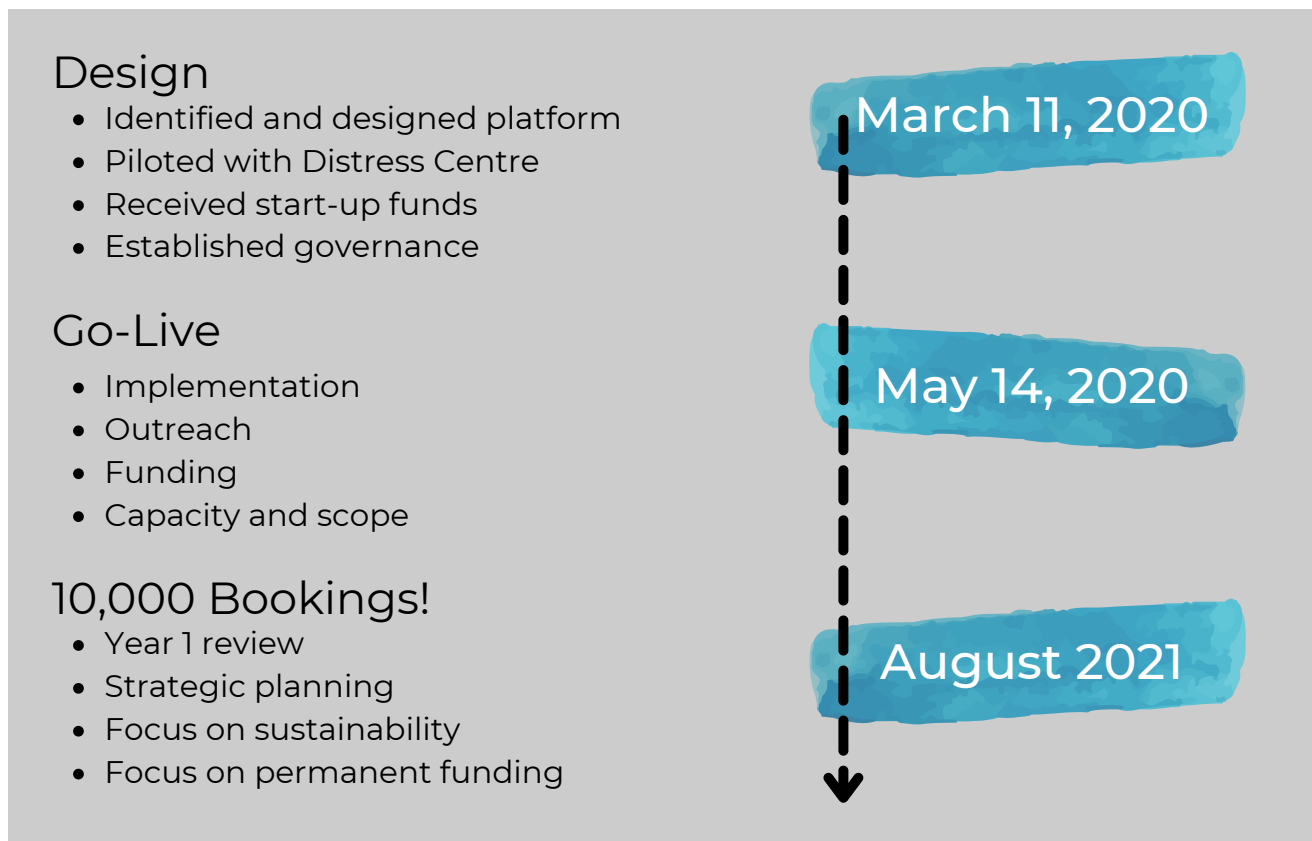 Design
• Identified and designed platform
• Piloted with Distress Centre
• Received start-up funds
• Established governance
March 11, 2020
Go-Live
• Implementation
• Outreach
• Funding
• Capacity and scope
May 14, 2020
10,000 Bookings!
• Year 1 review
• Strategic planning
• Focus on sustainability
• Focus on permanent funding
August 2021